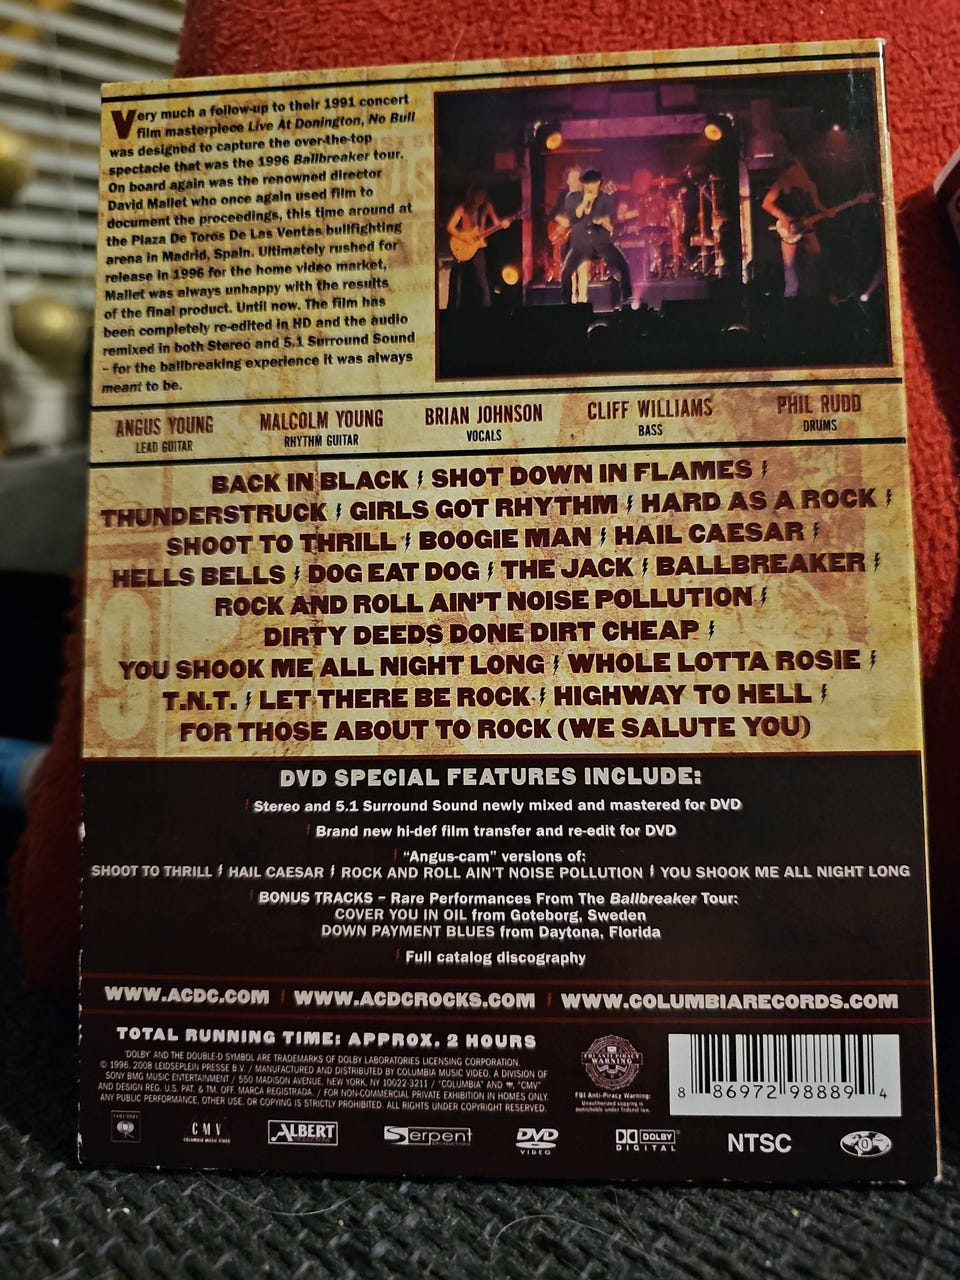 Very much a follow-up to their 1991 concert
film masterpiece Live At Donington, No Bull
was designed to capture the over-the-top
spectacle that was the 1996 Ballbreaker tour.
On board again was the renowned director
David Mallet who once again used film to
document the proceedings, this time around at
the Plaza De Toros De Las Ventas bullfighting
arena in Madrid, Spain. Ultimately rushed for
release in 1996 for the home video market,
Mallet was always unhappy with the results
of the final product. Until now. The film has
been completely re-edited in HD and the audio
remixed in both Stereo and 5.1 Surround Sound
– for the ballbreaking experience it was always
meant to be.
ANGUS YOUNG MALCOLM YOUNG BRIAN JOHNSON CLIFF WILLIAMS PHIL RUDD
LEAD GUITAR RHYTHM GUITAR VOCALS BASS DRUMS
BACK IN BLACK SHOT DOWN IN FLAMES
THUNDERSTRUCK GIRLS GOT RHYTHM HARD AS A ROCK
SHOOT TO THRILL BOOGIE MAN HAIL CAESAR
HELLS BELLS DOG EAT DOG THE JACK BALLBREAKER
ROCK AND ROLL AIN'T NOISE POLLUTION
DIRTY DEEDS DONE DIRT CHEAP
YOU SHOOK ME ALL NIGHT LONG WHOLE LOTTA ROSIE
T.N.T. LET THERE BE ROCK HIGHWAY TO HELL
FOR THOSE ABOUT TO ROCK (WE SALUTE YOU)
DVD SPECIAL FEATURES INCLUDE:
Stereo and 5.1 Surround Sound newly mixed and mastered for DVD
Brand new hi-def film transfer and re-edit for DVD
"Angus-cam" versions of:
SHOOT TO THRILL HAIL CAESAR ROCK AND ROLL AIN'T NOISE POLLUTION YOU SHOOK ME ALL NIGHT LONG
BONUS TRACKS – Rare Performances From The Ballbreaker Tour:
COVER YOU IN OIL from Goteborg, Sweden
DOWN PAYMENT BLUES from Daytona, Florida
Full catalog discography
WWW.ACDC.COM WWW.ACDCROCKS.COM WWW.COLUMBIARECORDS.COM
TOTAL RUNNING TIME: APPROX. 2 HOURS
'DOLBY' AND THE DOUBLE-D SYMBOL ARE TRADEMARKS OF DOLBY LABORATORIES LICENSING CORPORATION.
© 1996, 2008 LEIDSEPLEIN PRESSE B.V. / MANUFACTURED AND DISTRIBUTED BY COLUMBIA MUSIC VIDEO, A DIVISION OF
SONY BMG MUSIC ENTERTAINMENT / 550 MADISON AVENUE, NEW YORK, NY 10022-3211 / "COLUMBIA" AND , "CMV"
AND DESIGN REG. U.S. PAT. & TM. OFF. MARCA REGISTRADA. / FOR NON-COMMERCIAL PRIVATE EXHIBITION IN HOMES ONLY.
ANY PUBLIC PERFORMANCE, OTHER USE, OR COPYING IS STRICTLY PROHIBITED. ALL RIGHTS UNDER COPYRIGHT RESERVED.
FBI ANTI-PIRACY
WARNING
FBI Anti-Piracy Warning:
Unauthorized copying is
punishable under federal law.
8 86972 98889 4
COLUMBIA
CMV
COLUMBIA MUSIC VIDEO
ALBERT
Serpent
DVD
VIDEO
DOLBY
DIGITAL
NTSC
0